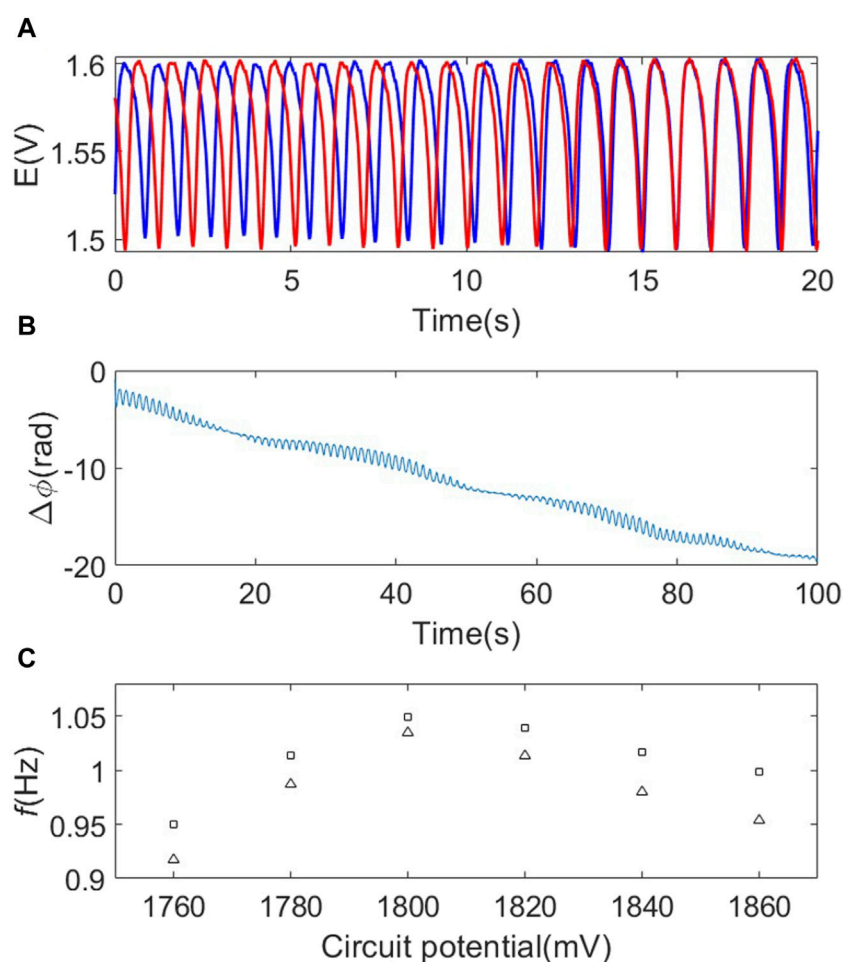 A
E(V)
1.6
1.55
1.5
0 5 10 15 20
Time(s)
B
Δϕ(rad)
0
-10
-20
0 20 40 60 80 100
Time(s)
C
f(Hz)
1.05
1
0.95
0.9
1760 1780 1800 1820 1840 1860
Circuit potential(mV)